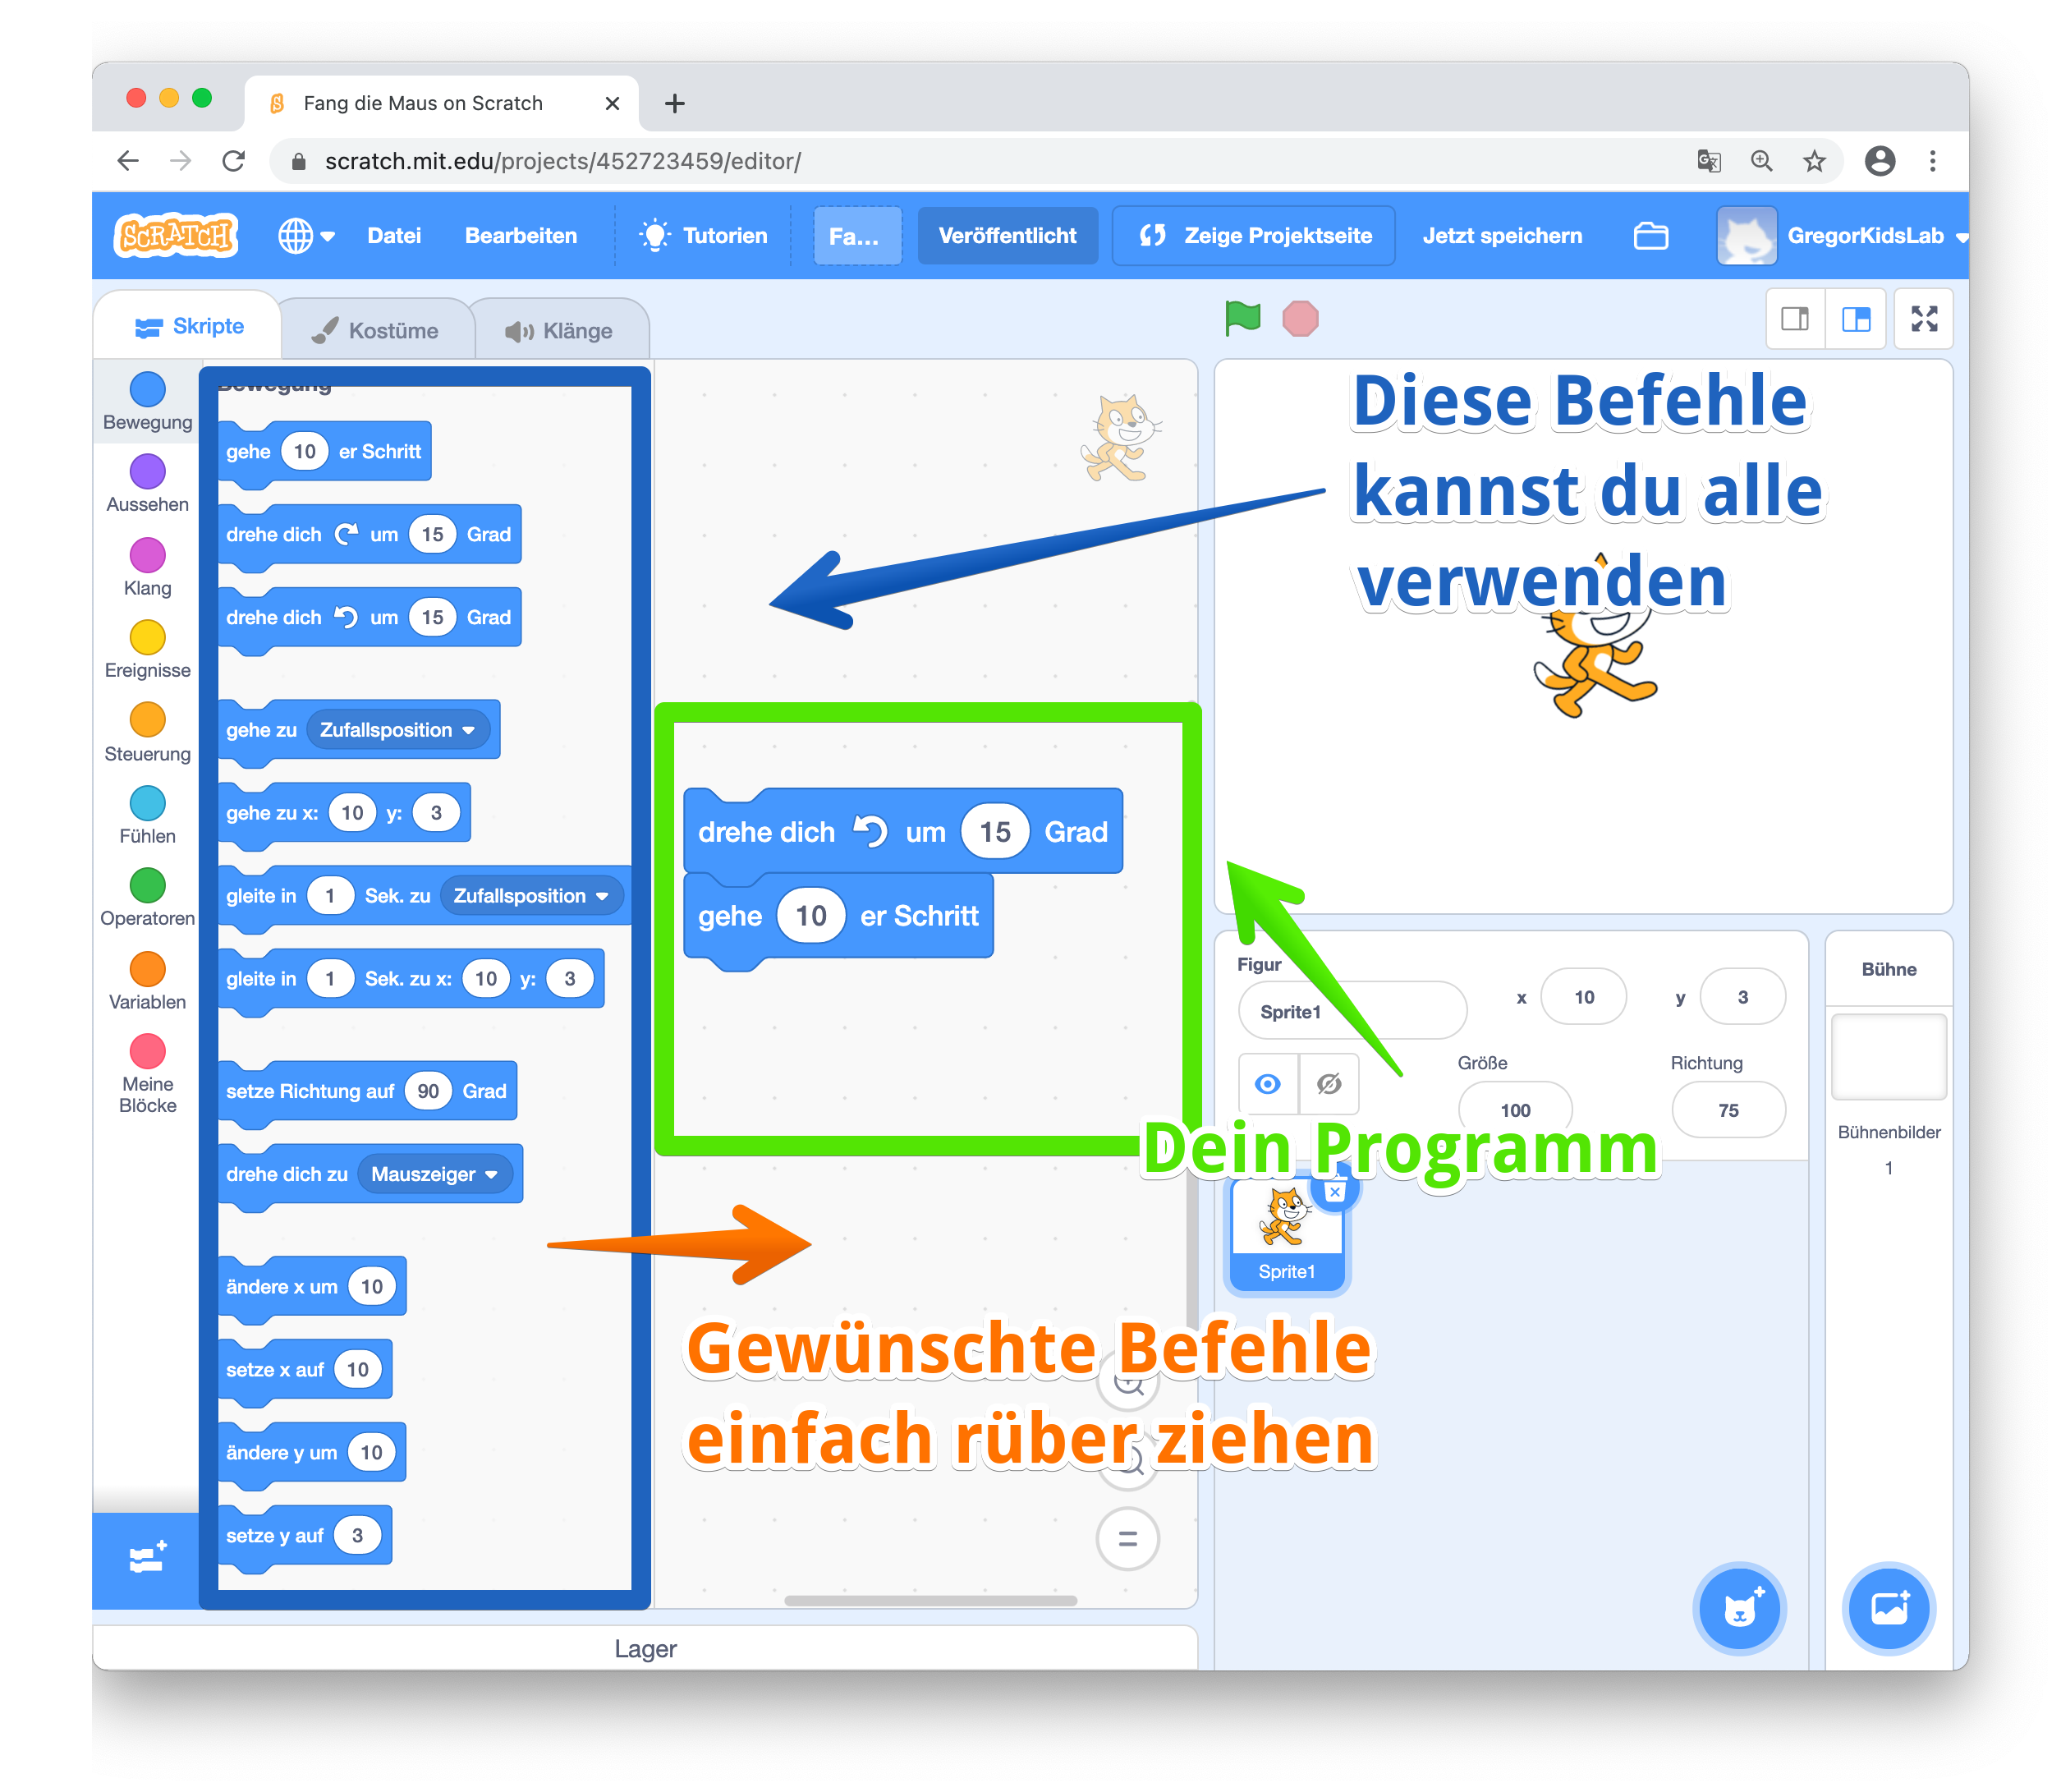 Fang die Maus on Scratch
scratch.mit.edu/projects/452723459/editor/
SCRATCH
Datei
Bearbeiten
Tutorien
Fa...
Veröffentlicht
Zeige Projektseite
Jetzt speichern
GregorKidsLab
Skripte
Kostüme
Klänge
Bewegung
Aussehen
Klang
Ereignisse
Steuerung
Fühlen
Operatoren
Variablen
Meine
Blöcke
Bewegung
gehe 10 er Schritt
drehe dich um 15 Grad
drehe dich um 15 Grad
gehe zu Zufallsposition
gehe zu x: 10 y: 3
gleite in 1 Sek. zu Zufallsposition
gleite in 1 Sek. zu x: 10 y: 3
setze Richtung auf 90 Grad
drehe dich zu Mauszeiger
ändere x um 10
setze x auf 10
ändere y um 10
setze y auf 3
drehe dich um 15 Grad
gehe 10 er Schritt
Diese Befehle
kannst du alle
verwenden
Dein Programm
Gewünschte Befehle
einfach rüber ziehen
Figur
Sprite1
x 10
y 3
Größe
100
Richtung
75
Sprite1
Bühne
Bühnenbilder
1
Lager